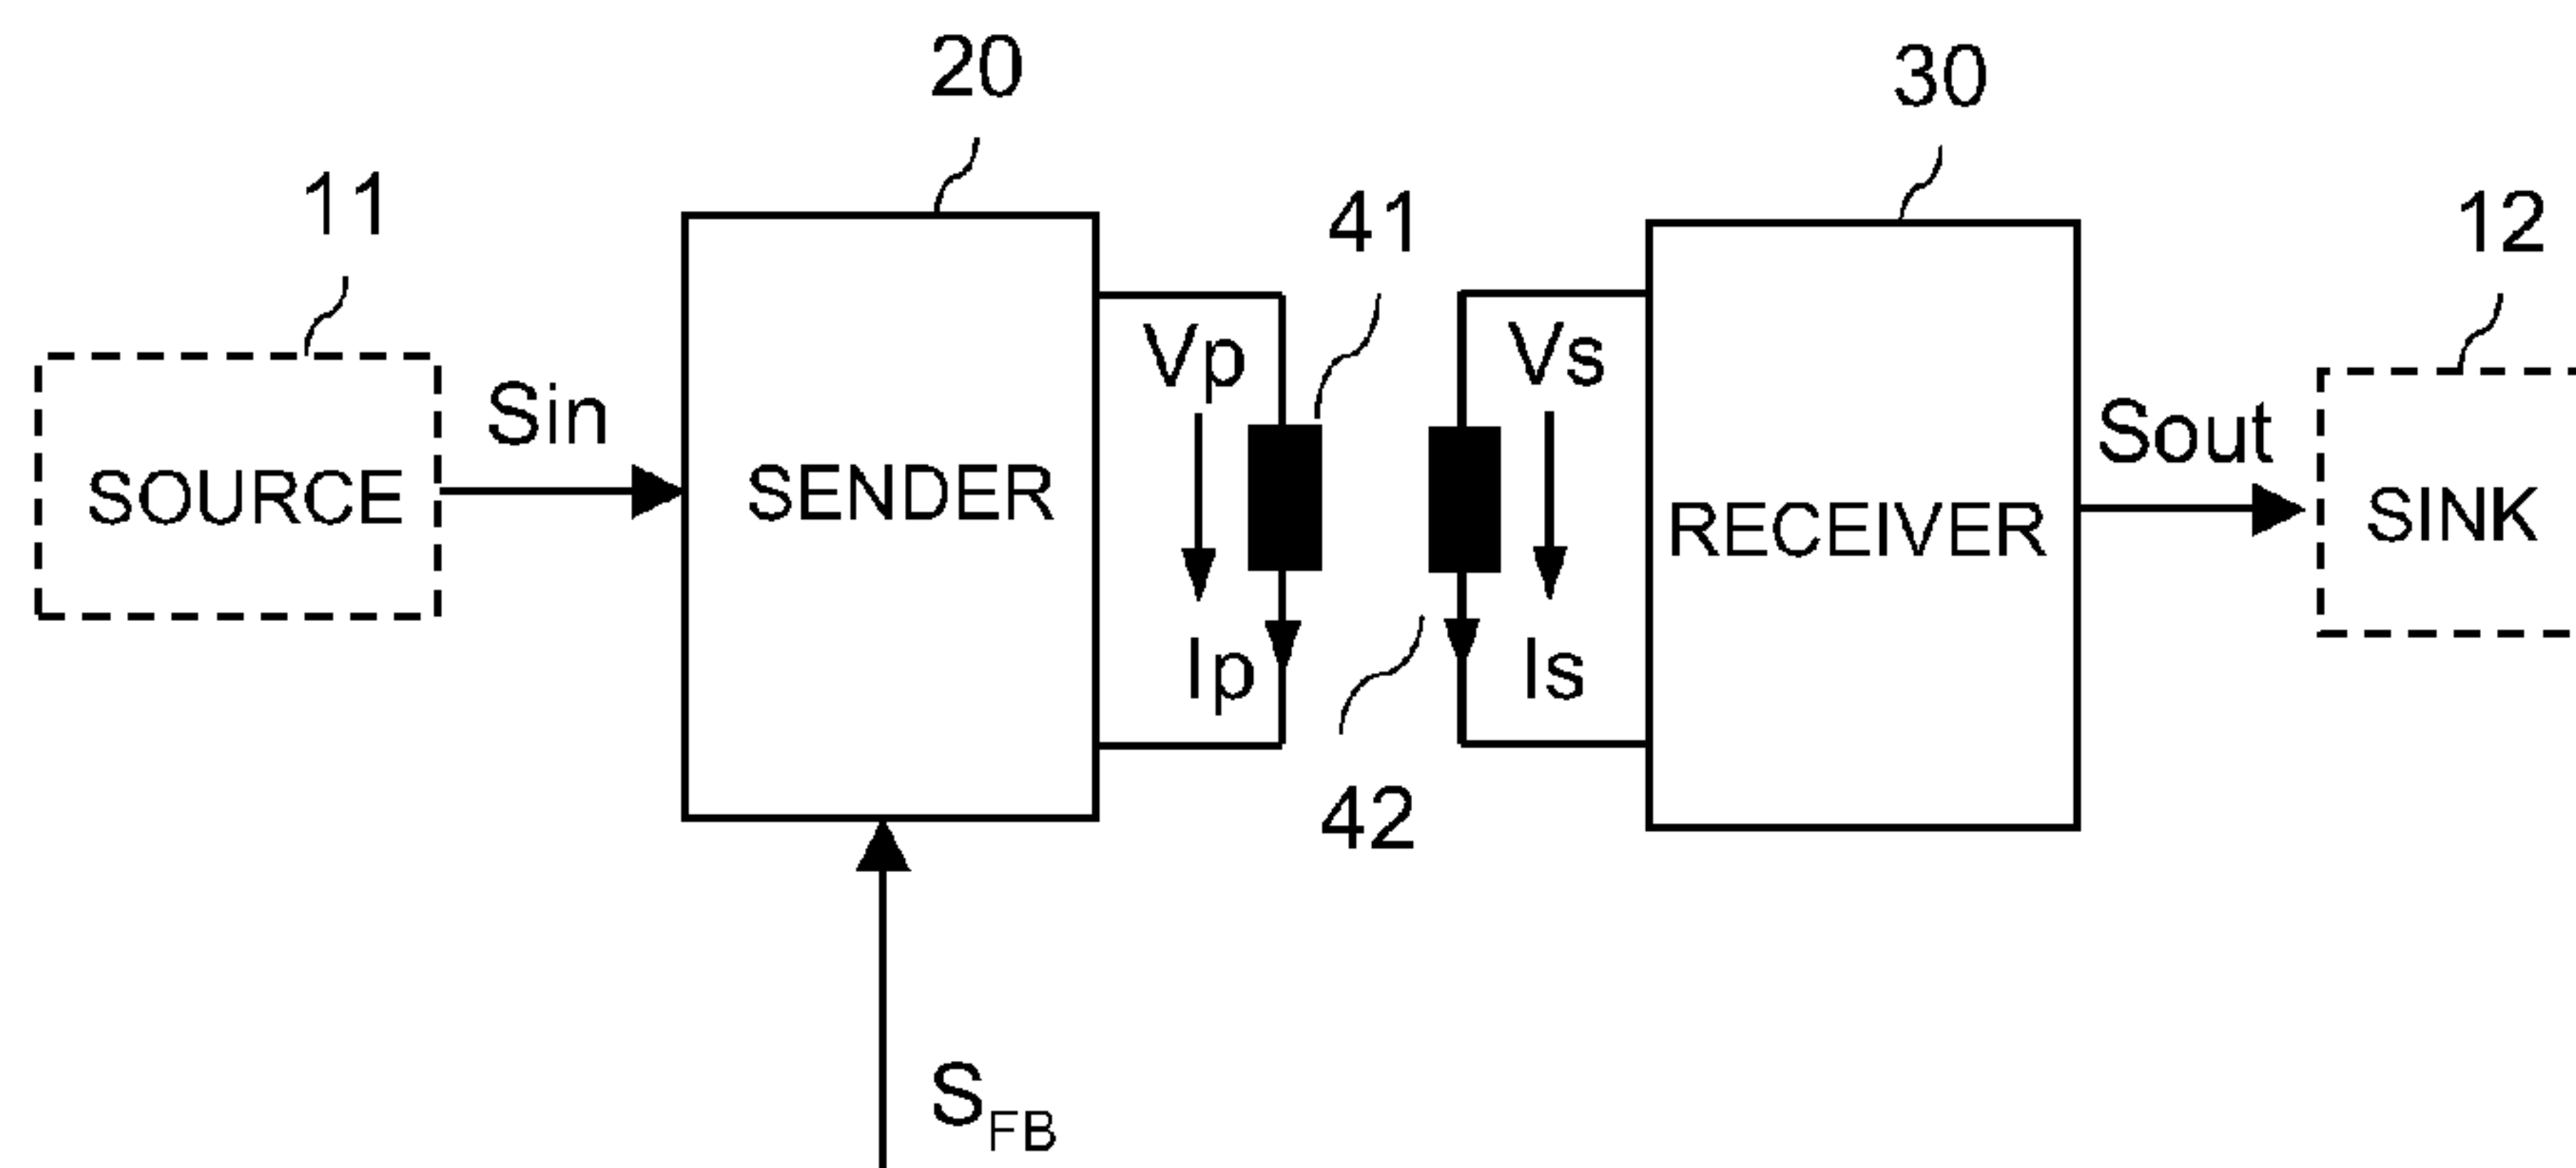 20
30
11
41
12
Vp
Vs
Sin
Sout
SOURCE
SENDER
RECEIVER
SINK
Ip
Is
42
S_FB